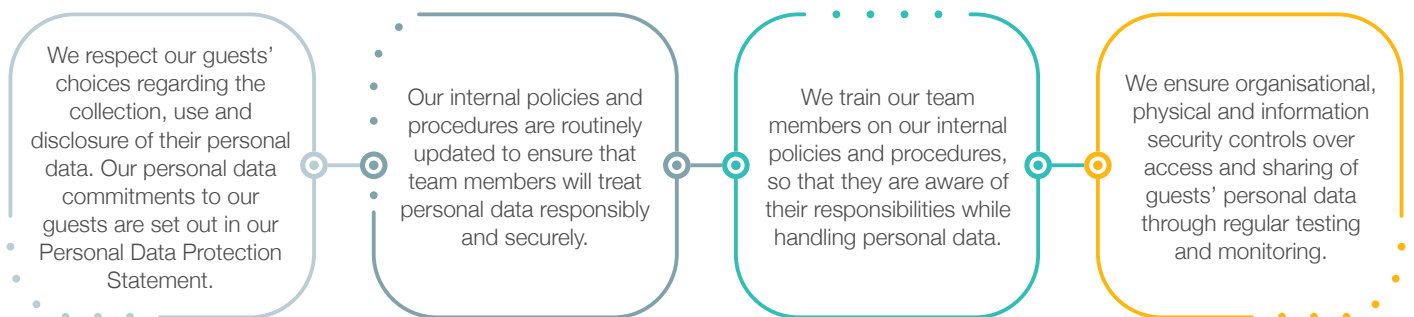 We respect our guests’
choices regarding the
collection, use and
disclosure of their personal
data. Our personal data
commitments to our
guests are set out in our
Personal Data Protection
Statement.
Our internal policies and
procedures are routinely
updated to ensure that
team members will treat
personal data responsibly
and securely.
We train our team
members on our internal
policies and procedures,
so that they are aware of
their responsibilities while
handling personal data.
We ensure organisational,
physical and information
security controls over
access and sharing of
guests’ personal data
through regular testing
and monitoring.